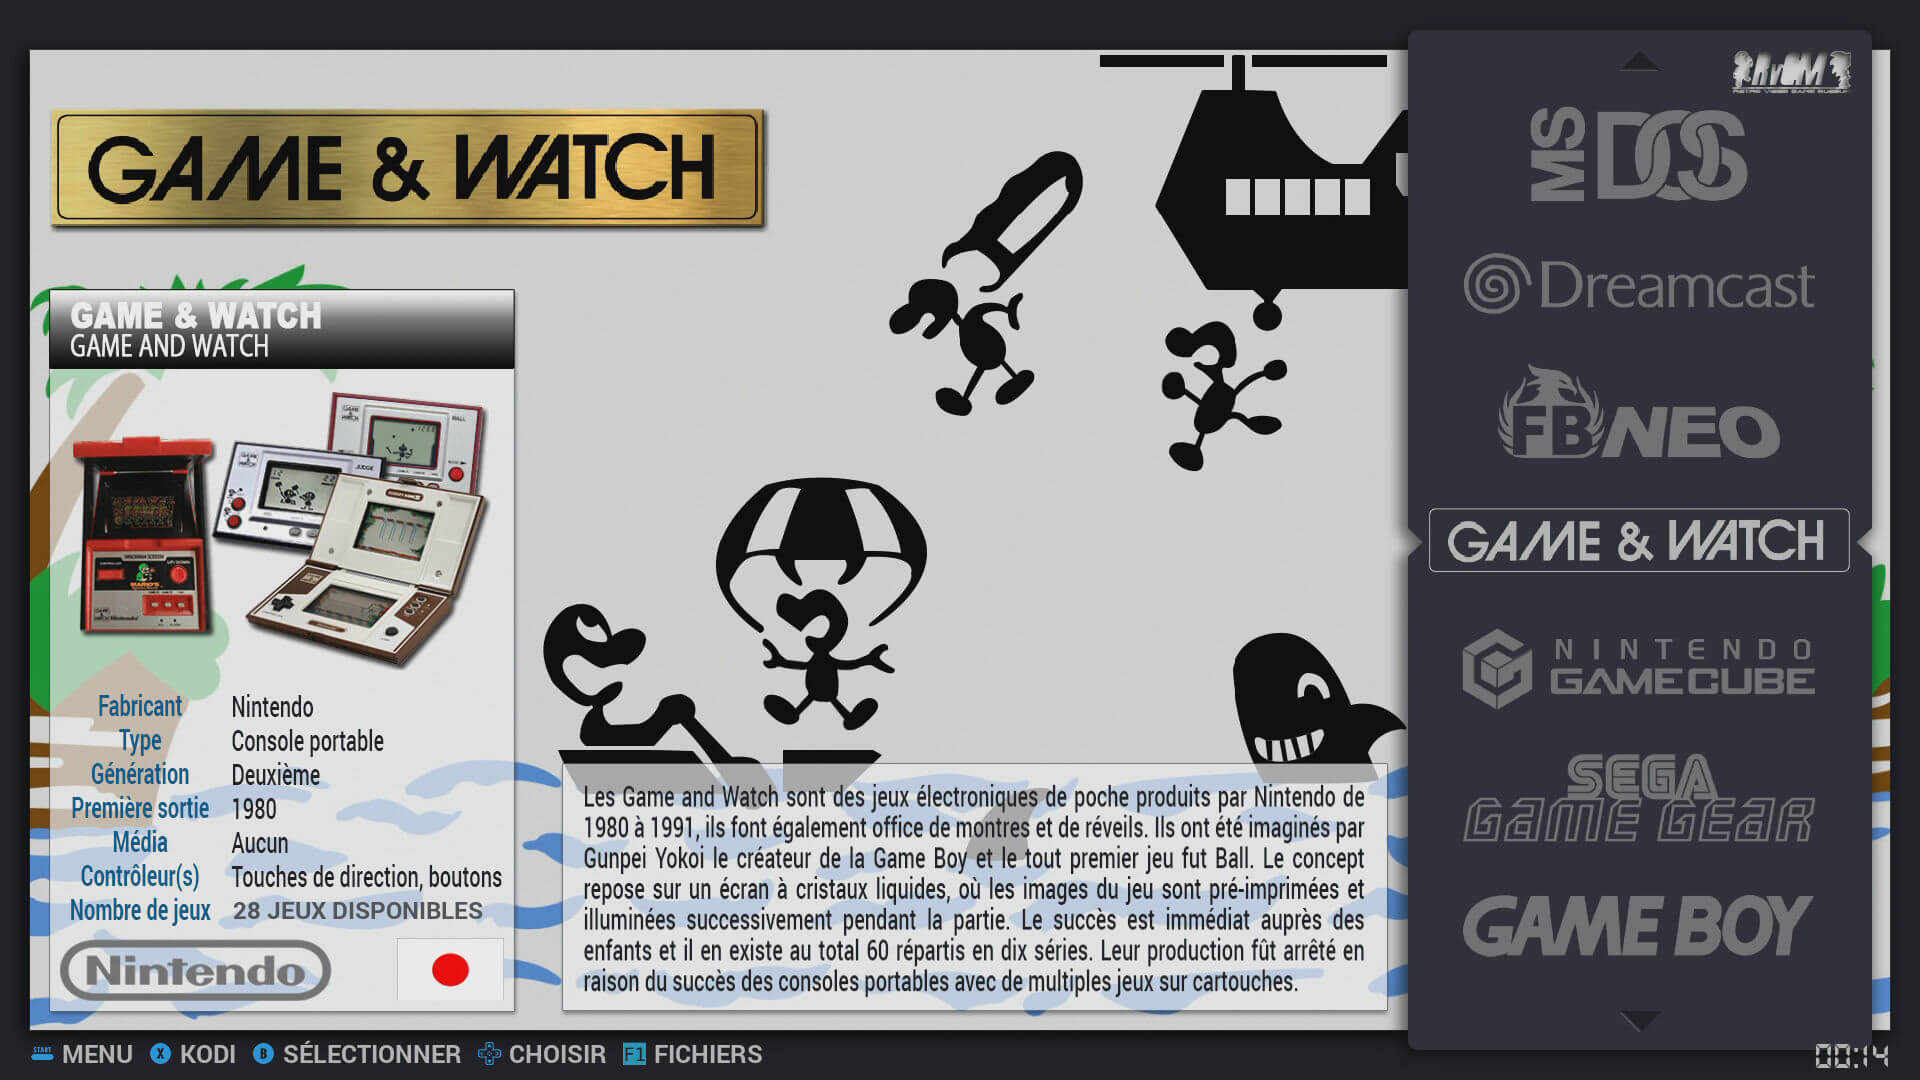 GAME & WATCH
GAME & WATCH
GAME AND WATCH
Fabricant Nintendo
Type Console portable
Génération Deuxième
Première sortie 1980
Média Aucun
Contrôleur(s) Touches de direction, boutons
Nombre de jeux 28 JEUX DISPONIBLES
Nintendo
Les Game and Watch sont des jeux électroniques de poche produits par Nintendo de
1980 à 1991, ils font également office de montres et de réveils. Ils ont été imaginés par
Gunpei Yokoi le créateur de la Game Boy et le tout premier jeu fut Ball. Le concept
repose sur un écran à cristaux liquides, où les images du jeu sont pré-imprimées et
illuminées successivement pendant la partie. Le succès est immédiat auprès des
enfants et il en existe au total 60 répartis en dix séries. Leur production fût arrêté en
raison du succès des consoles portables avec de multiples jeux sur cartouches.
RVGM
MS DOS
Dreamcast
FB NEO
GAME & WATCH
NINTENDO
GAMECUBE
SEGA
GAME GEAR
GAME BOY
START MENU X KODI B SÉLECTIONNER CHOISIR F1 FICHIERS
00:14